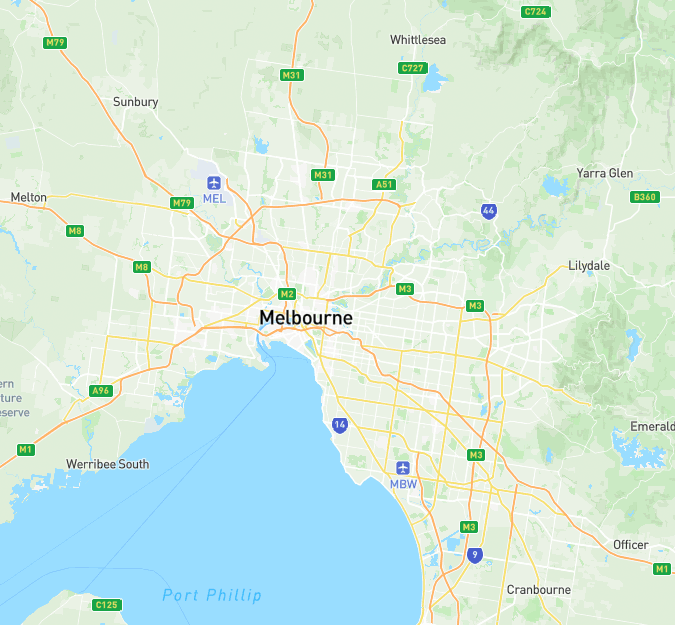 C724
M79
Whittlesea
C727
M31
Sunbury
M31
Yarra Glen
A51
MEL
Melton
M79
B360
44
M8
M8
Lilydale
M2
M3
M3
Melbourne
A96
ern
ture
eserve
14
Emerald
M1
M3
Werribee South
MBW
M3
Officer
9
M1
Port Phillip
Cranbourne
C125